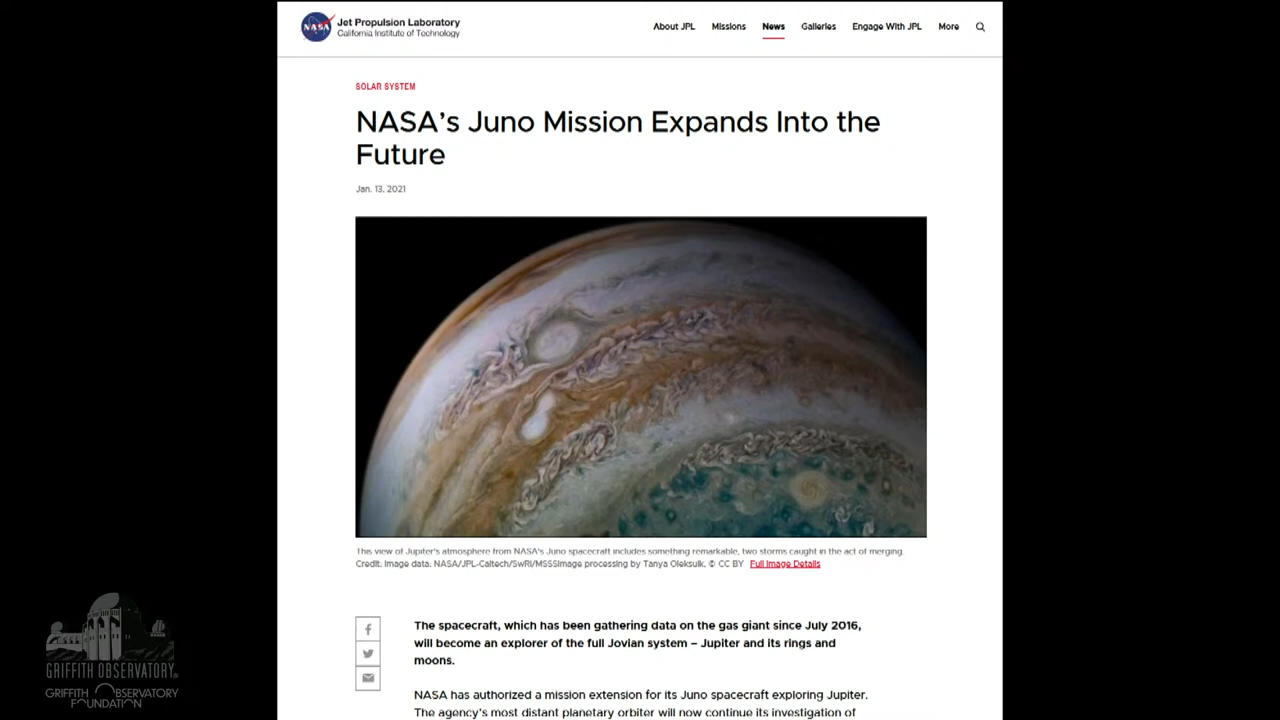 NASA
Jet Propulsion Laboratory
California Institute of Technology
About JPL Missions News Galleries Engage With JPL More
SOLAR SYSTEM
NASA's Juno Mission Expands Into the
Future
Jan. 13, 2021
This view of Jupiter's atmosphere from NASA's Juno spacecraft includes something remarkable, two storms caught in the act of merging.
Credit: Image data: NASA/JPL-Caltech/SwRI/MSSSImage processing by Tanya Oleksuik, © CC BY Full Image Details
The spacecraft, which has been gathering data on the gas giant since July 2016,
will become an explorer of the full Jovian system – Jupiter and its rings and
moons.
NASA has authorized a mission extension for its Juno spacecraft exploring Jupiter.
The agency's most distant planetary orbiter will now continue its investigation of
GRIFFITH OBSERVATORY®
GRIFFITH OBSERVATORY
FOUNDATION